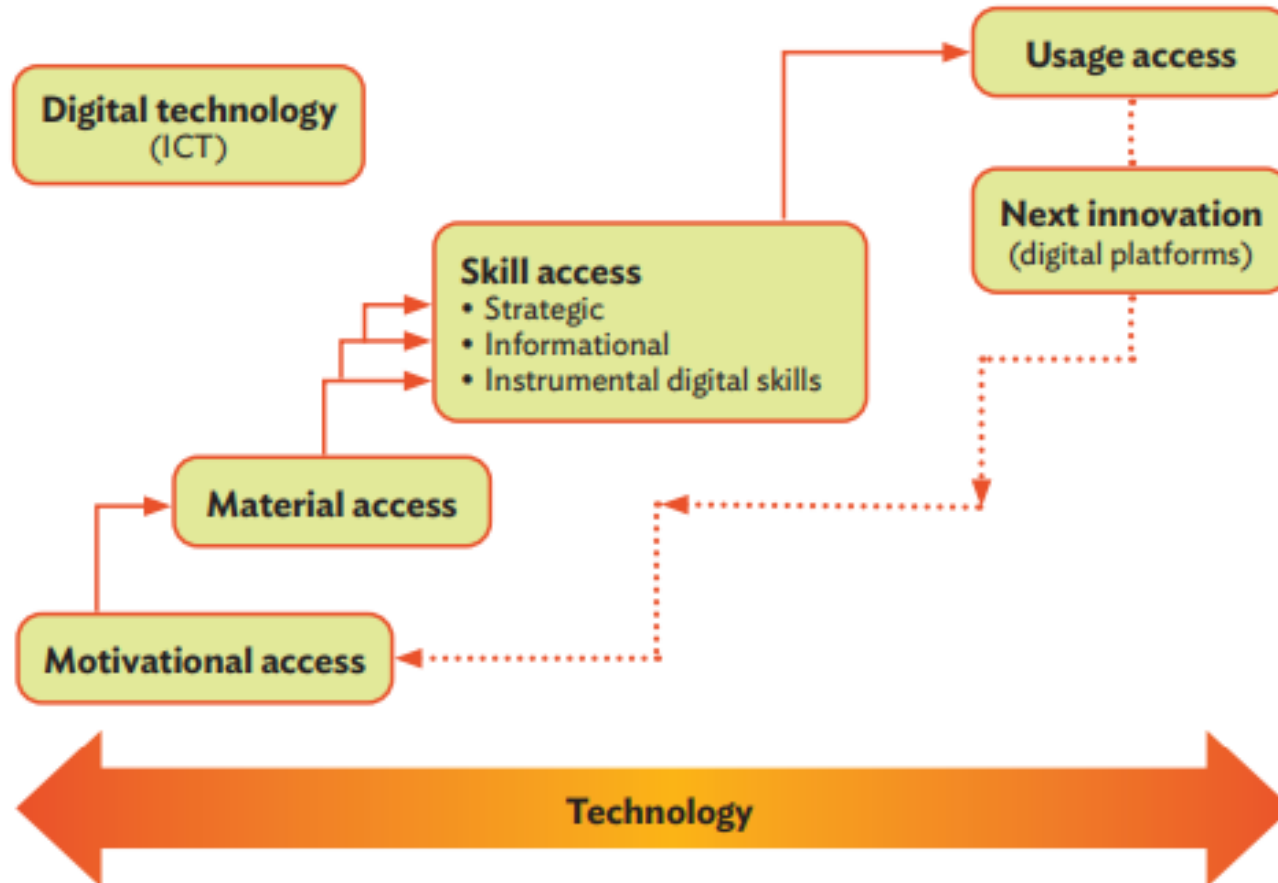 Usage access
Digital technology
(ICT)
Next innovation
(digital platforms)
Skill access
• Strategic
• Informational
• Instrumental digital skills
Material access
Motivational access
Technology